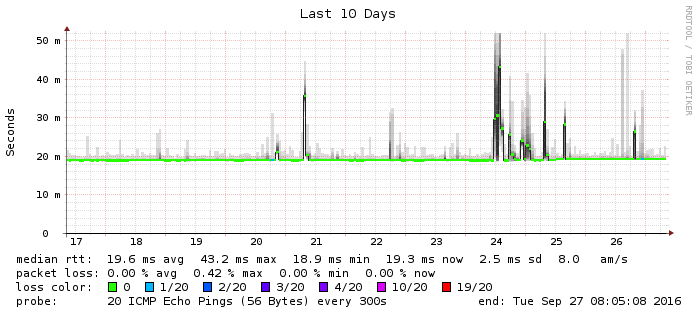 Last 10 Days
RRDTOOL / TOBI OETIKER
Seconds
50 m
40 m
30 m
20 m
10 m
0
17 18 19 20 21 22 23 24 25 26
median rtt: 19.6 ms avg 43.2 ms max 18.9 ms min 19.3 ms now 2.5 ms sd 8.0 am/s
packet loss: 0.00 % avg 0.42 % max 0.00 % min 0.00 % now
loss color: 0 1/20 2/20 3/20 4/20 10/20 19/20
probe: 20 ICMP Echo Pings (56 Bytes) every 300s end: Tue Sep 27 08:05:08 2016